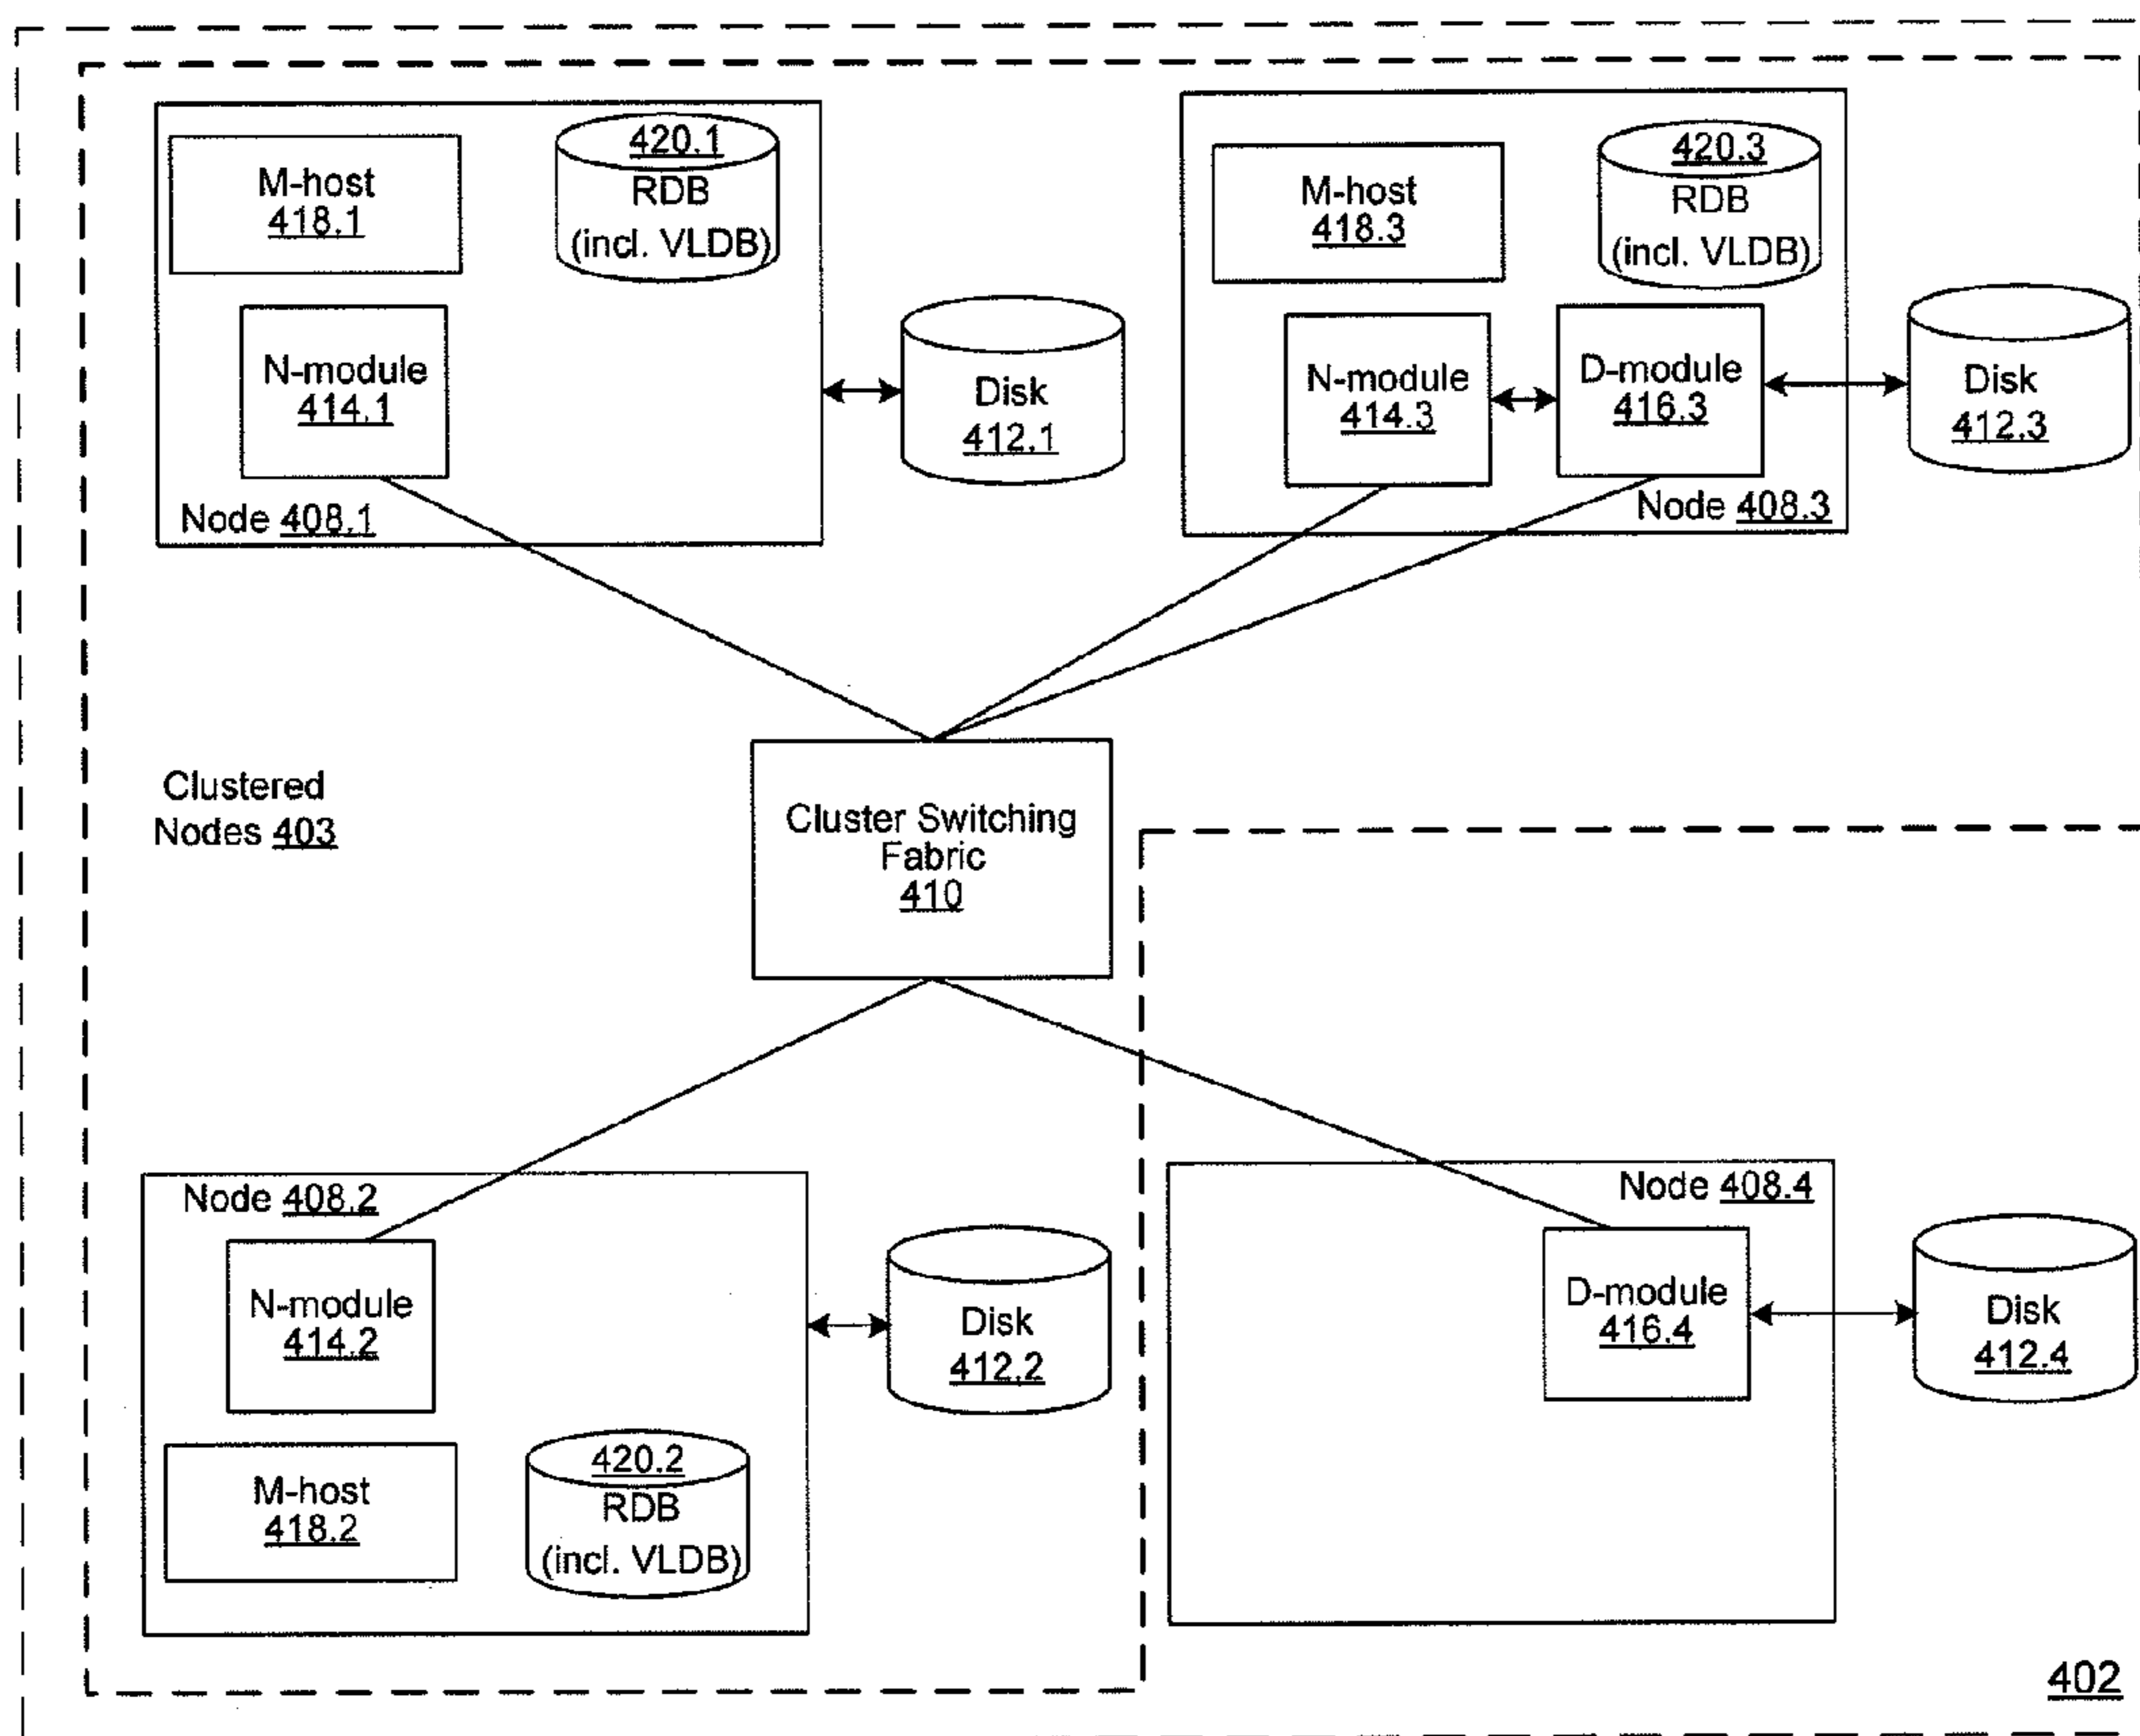 420.1
RDB
(incl. VLDB)
M-host
418.1
N-module
414.1
Node 408.1
Disk
412.1
420.3
RDB
(incl. VLDB)
M-host
418.3
N-module
414.3
D-module
416.3
Node 408.3
Disk
412.3
Clustered
Nodes 403
Cluster Switching
Fabric
410
Node 408.2
N-module
414.2
M-host
418.2
420.2
RDB
(incl. VLDB)
Disk
412.2
Node 408.4
D-module
416.4
Disk
412.4
402